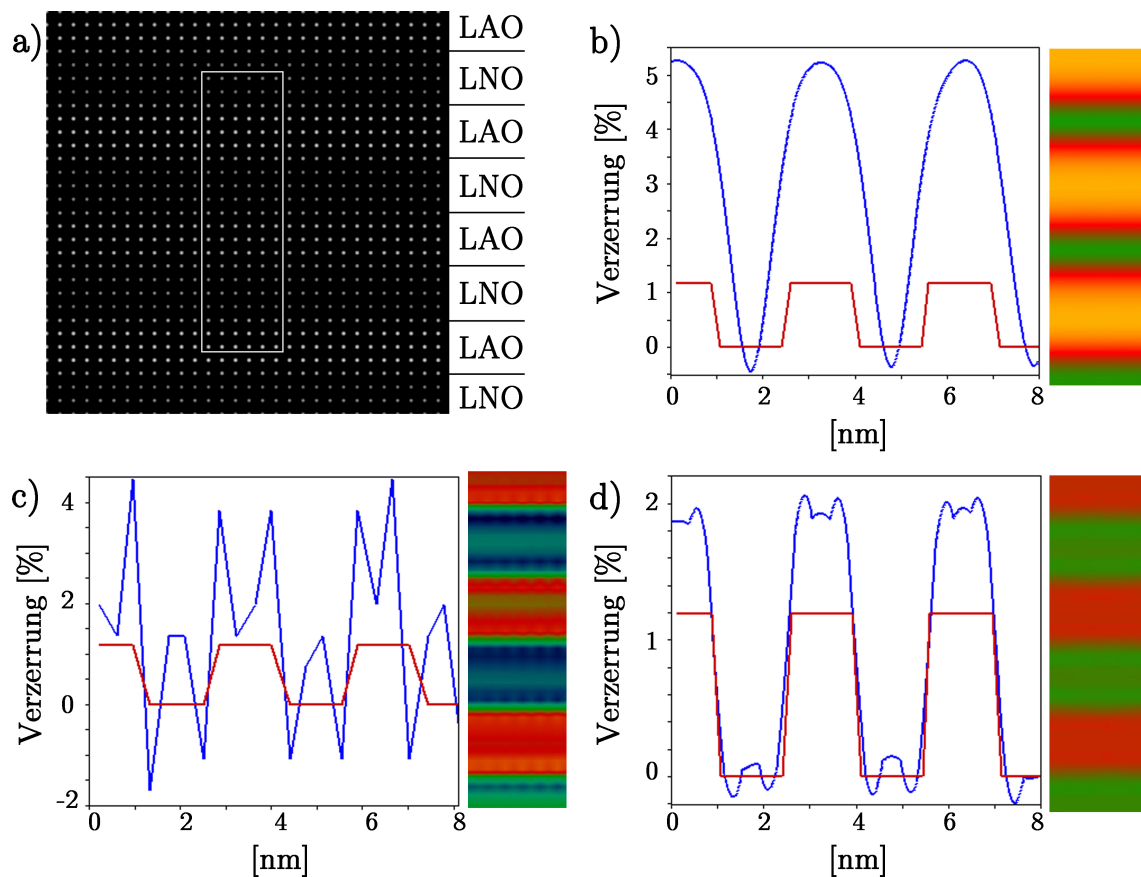 a)
LAO
LNO
LAO
LNO
LAO
LNO
LAO
LNO
b)
Verzerrung [%]
5
4
3
2
1
0
0 2 4 6 8
[nm]
c)
Verzerrung [%]
4
2
0
-2
0 2 4 6 8
[nm]
d)
Verzerrung [%]
2
1
0
0 2 4 6 8
[nm]